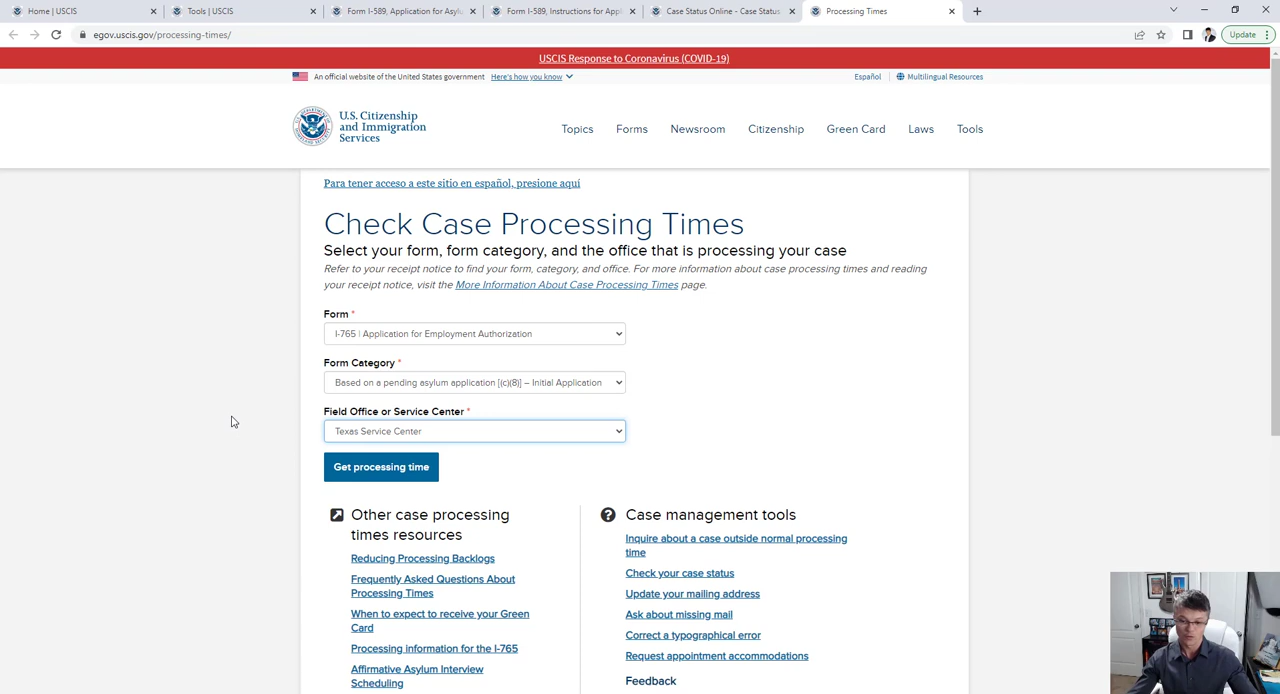 Home | USCIS
Tools | USCIS
Form I-589, Application for Asylu
Form I-589, Instructions for App
Case Status Online - Case Status
Processing Times
egov.uscis.gov/processing-times/
Update
USCIS Response to Coronavirus (COVID-19)
An official website of the United States government Here's how you know
Español
Multilingual Resources
U.S. Citizenship
and Immigration
Services
Topics
Forms
Newsroom
Citizenship
Green Card
Laws
Tools
Para tener acceso a este sitio en español, presione aquí
Check Case Processing Times
Select your form, form category, and the office that is processing your case
Refer to your receipt notice to find your form, category, and office. For more information about case processing times and reading
your receipt notice, visit the More Information About Case Processing Times page.
Form *
I-765 | Application for Employment Authorization
Form Category *
Based on a pending asylum application [(c)(8)] – Initial Application
Field Office or Service Center *
Texas Service Center
Get processing time
Other case processing
times resources
Reducing Processing Backlogs
Frequently Asked Questions About
Processing Times
When to expect to receive your Green
Card
Processing information for the I-765
Affirmative Asylum Interview
Scheduling
Case management tools
Inquire about a case outside normal processing
time
Check your case status
Update your mailing address
Ask about missing mail
Correct a typographical error
Request appointment accommodations
Feedback